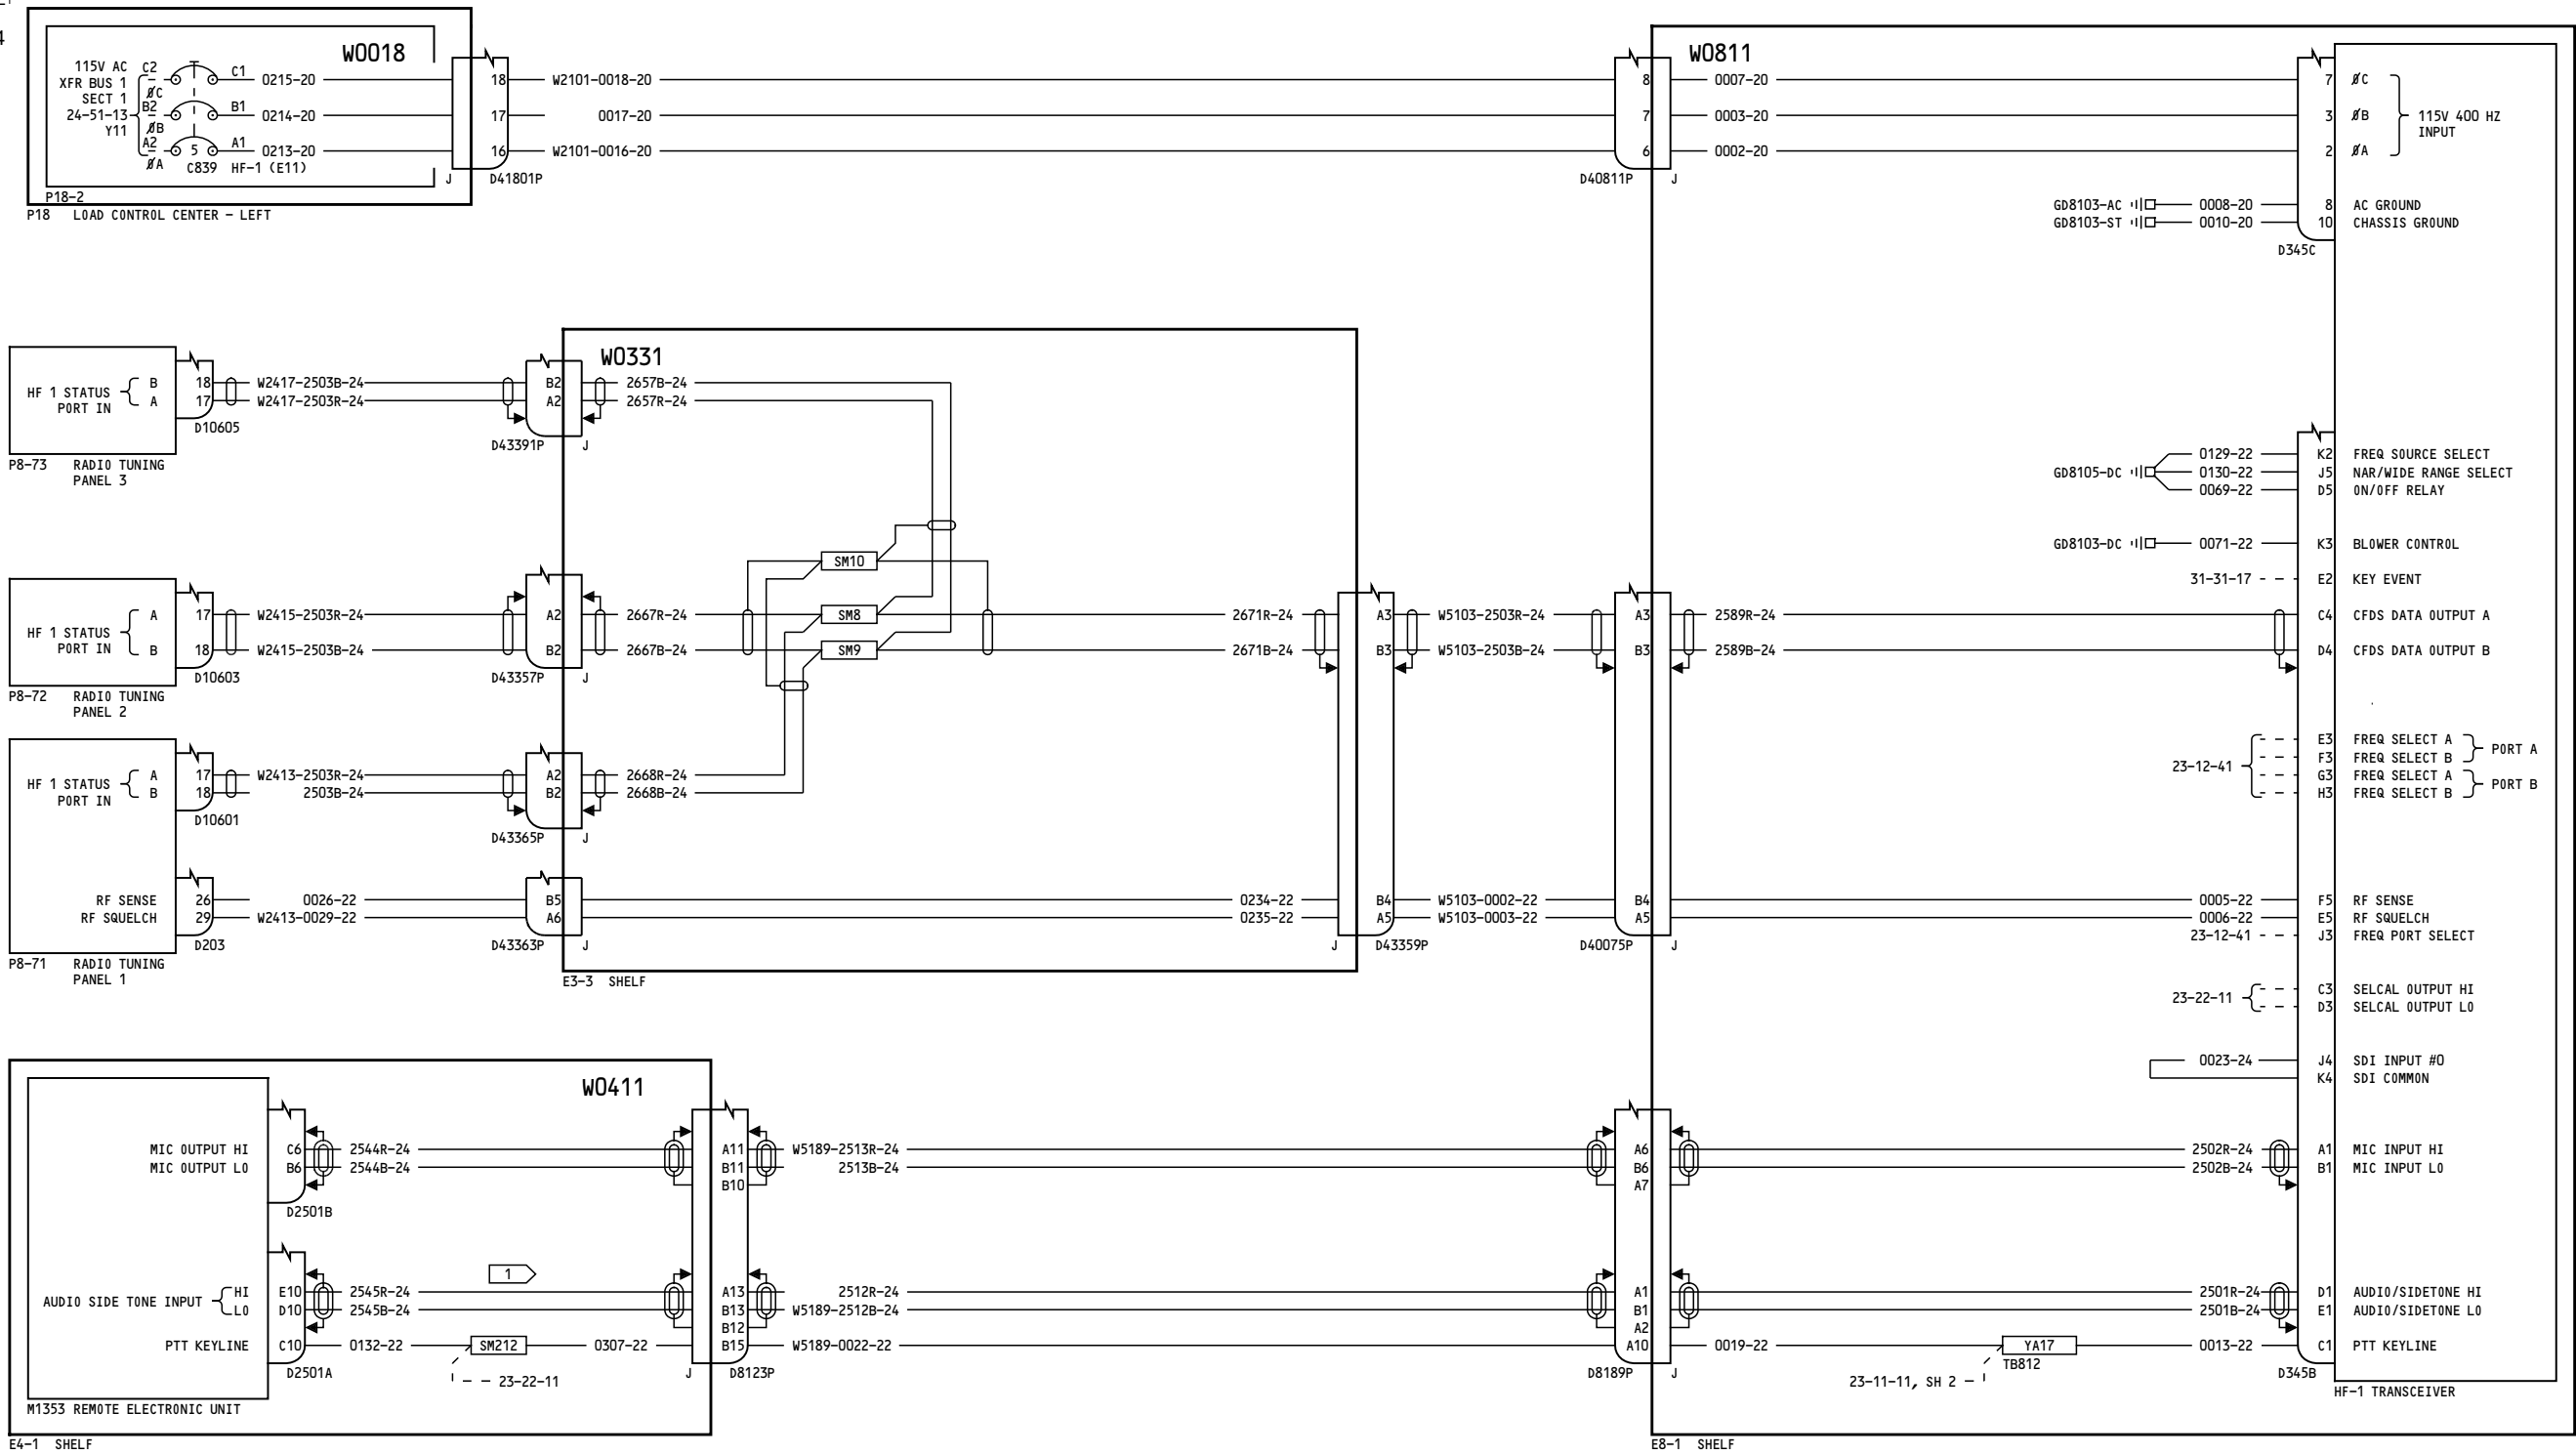 W0018
115V AC
XFR BUS 1
SECT 1
24-51-13
Y11
C2
ØC
B2
ØB
A2
ØA
5
C1 0215-20
B1 0214-20
A1 0213-20
C839 HF-1 (E11)
P18-2
P18 LOAD CONTROL CENTER - LEFT
18 W2101-0018-20
17 0017-20
16 W2101-0016-20
J D41801P
W0811
8 0007-20
7 0003-20
6 0002-20
D40811P J
7 ØC
3 ØB
2 ØA
115V 400 HZ
INPUT
GD8103-AC 0008-20 8 AC GROUND
GD8103-ST 0010-20 10 CHASSIS GROUND
D345C
W0331
HF 1 STATUS
PORT IN
B 18 W2417-2503B-24 B2 2657B-24
A 17 W2417-2503R-24 A2 2657R-24
D10605
D43391P J
P8-73 RADIO TUNING
PANEL 3
SM10
HF 1 STATUS
PORT IN
A 17 W2415-2503R-24 A2 2667R-24 SM8 2671R-24 A3 W5103-2503R-24 A3 2589R-24
B 18 W2415-2503B-24 B2 2667B-24 SM9 2671B-24 B3 W5103-2503B-24 B3 2589B-24
D10603
D43357P J
P8-72 RADIO TUNING
PANEL 2
HF 1 STATUS
PORT IN
A 17 W2413-2503R-24 A2 2668R-24
B 18 2503B-24 B2 2668B-24
D10601
D43365P J
RF SENSE 26 0026-22 B5 0234-22 B4 W5103-0002-22 B4
RF SQUELCH 29 W2413-0029-22 A6 0235-22 A5 W5103-0003-22 A5
D203
D43363P J
J D43359P
D40075P J
P8-71 RADIO TUNING
PANEL 1
E3-3 SHELF
GD8105-DC
0129-22 K2 FREQ SOURCE SELECT
0130-22 J5 NAR/WIDE RANGE SELECT
0069-22 D5 ON/OFF RELAY
GD8103-DC 0071-22 K3 BLOWER CONTROL
31-31-17 E2 KEY EVENT
C4 CFDS DATA OUTPUT A
D4 CFDS DATA OUTPUT B
23-12-41
E3 FREQ SELECT A
F3 FREQ SELECT B
PORT A
G3 FREQ SELECT A
H3 FREQ SELECT B
PORT B
0005-22 F5 RF SENSE
0006-22 E5 RF SQUELCH
23-12-41 J3 FREQ PORT SELECT
23-22-11
C3 SELCAL OUTPUT HI
D3 SELCAL OUTPUT LO
0023-24 J4 SDI INPUT #0
K4 SDI COMMON
W0411
MIC OUTPUT HI C6 2544R-24 A11 W5189-2513R-24 A6 2502R-24 A1 MIC INPUT HI
MIC OUTPUT LO B6 2544B-24 B11 2513B-24 B6 2502B-24 B1 MIC INPUT LO
B10 A7
D2501B
1
AUDIO SIDE TONE INPUT
HI E10 2545R-24 A13 2512R-24 A1 2501R-24 D1 AUDIO/SIDETONE HI
LO D10 2545B-24 B13 W5189-2512B-24 B1 2501B-24 E1 AUDIO/SIDETONE LO
B12 A2
PTT KEYLINE C10 0132-22 SM212 0307-22 B15 W5189-0022-22 A10 0019-22 YA17 0013-22 C1 PTT KEYLINE
TB812
D2501A
23-22-11
J D8123P
D8189P J
23-11-11, SH 2
D345B
HF-1 TRANSCEIVER
M1353 REMOTE ELECTRONIC UNIT
E4-1 SHELF
E8-1 SHELF